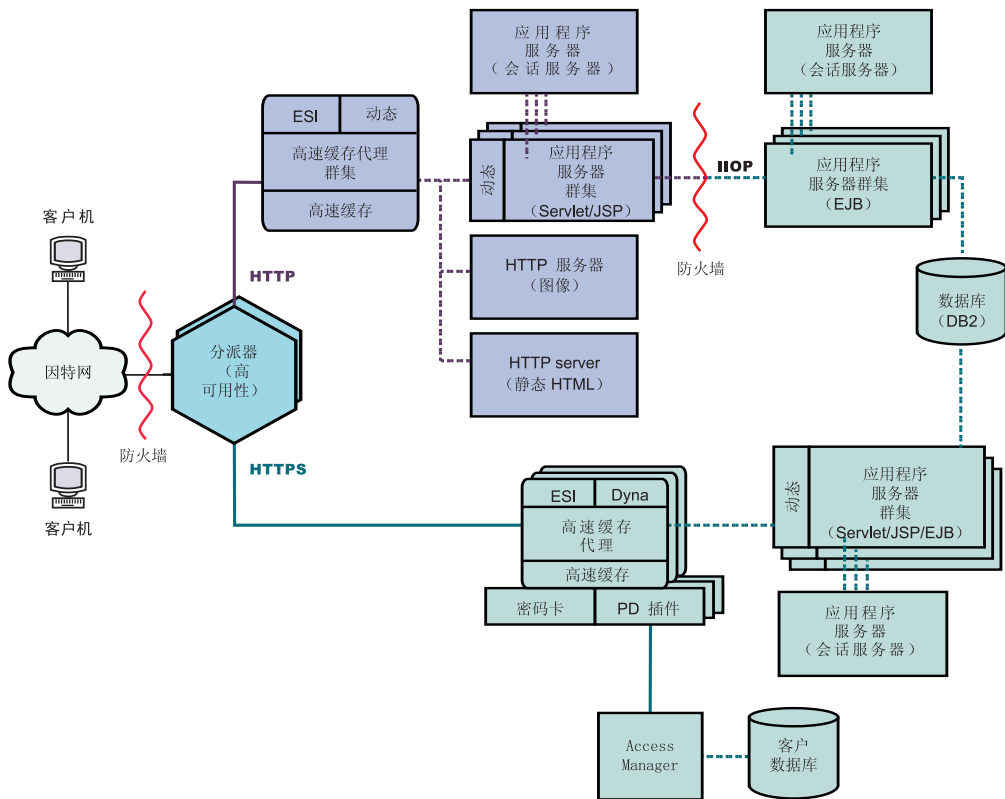 应用程序
服务器
（会话服务器）
应用程序
服务器
（会话服务器）
ESI
动态
高速缓存代理
群集
高速缓存
动态
应用程序
服务器
群集
（Servlet/JSP）
IIOP
应用程序
服务器群集
（EJB）
客户机
HTTP
防火墙
HTTP 服务器
（图像）
数据库
（DB2）
分派器
（高
可用性）
因特网
HTTP server
（静态 HTML）
防火墙
HTTPS
客户机
ESI
Dyna
高速缓存
代理
高速缓存
密码卡
PD 插件
动态
应用程序
服务器
群集
（Servlet/JSP/EJB）
应用程序
服务器
（会话服务器）
Access
Manager
客户
数据库